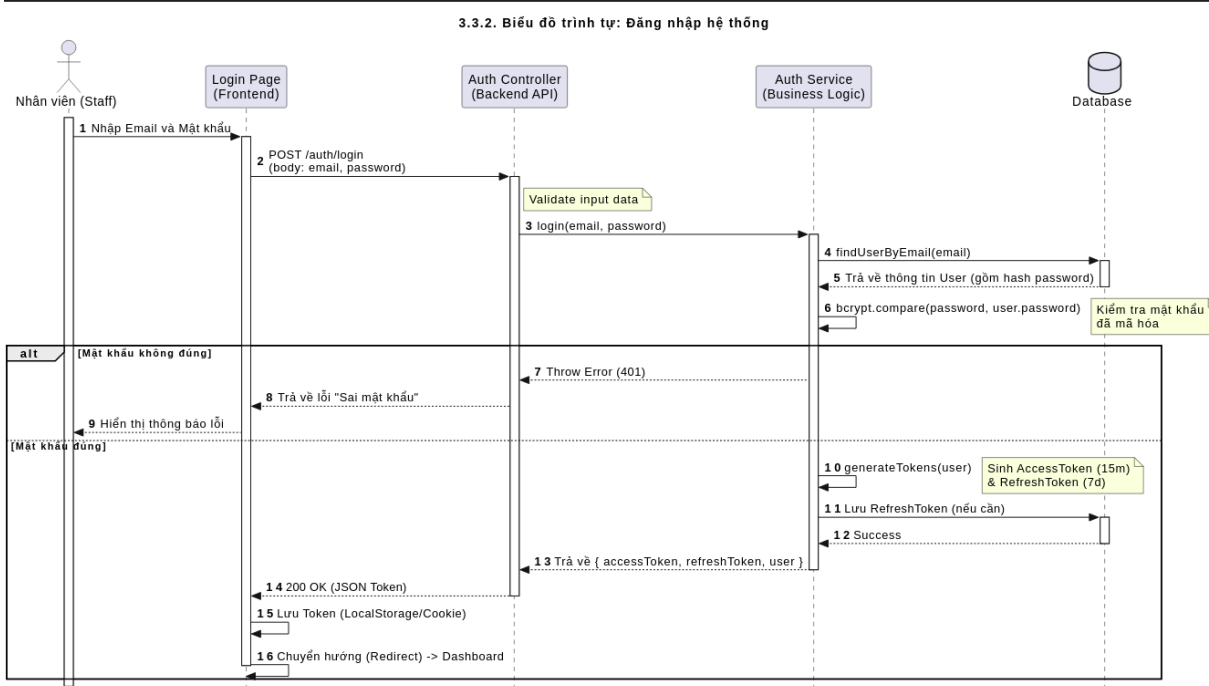 3.3.2. Biểu đồ trình tự: Đăng nhập hệ thống
Nhân viên (Staff)
Login Page
(Frontend)
Auth Controller
(Backend API)
Auth Service
(Business Logic)
Database
1 Nhập Email và Mật khẩu
2 POST /auth/login
(body: email, password)
Validate input data
3 login(email, password)
4 findUserByEmail(email)
5 Trả về thông tin User (gồm hash password)
6 bcrypt.compare(password, user.password)
Kiểm tra mật khẩu
đã mã hóa
alt [Mật khẩu không đúng]
7 Throw Error (401)
8 Trả về lỗi "Sai mật khẩu"
9 Hiển thị thông báo lỗi
[Mật khẩu đúng]
10 generateTokens(user)
Sinh AccessToken (15m)
& RefreshToken (7d)
11 Lưu RefreshToken (nếu cần)
12 Success
13 Trả về { accessToken, refreshToken, user }
14 200 OK (JSON Token)
15 Lưu Token (LocalStorage/Cookie)
16 Chuyển hướng (Redirect) -> Dashboard